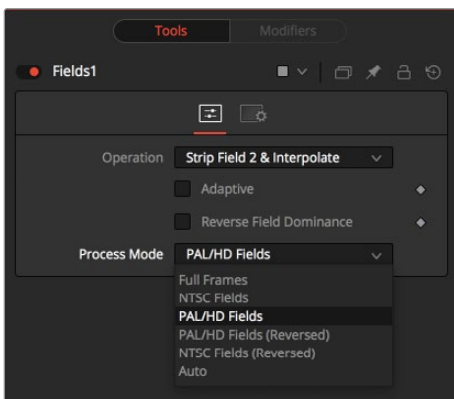 Tools Modifiers
Fields1
Operation Strip Field 2 & Interpolate
Adaptive
Reverse Field Dominance
Process Mode PAL/HD Fields
Full Frames
NTSC Fields
PAL/HD Fields
PAL/HD Fields (Reversed)
NTSC Fields (Reversed)
Auto